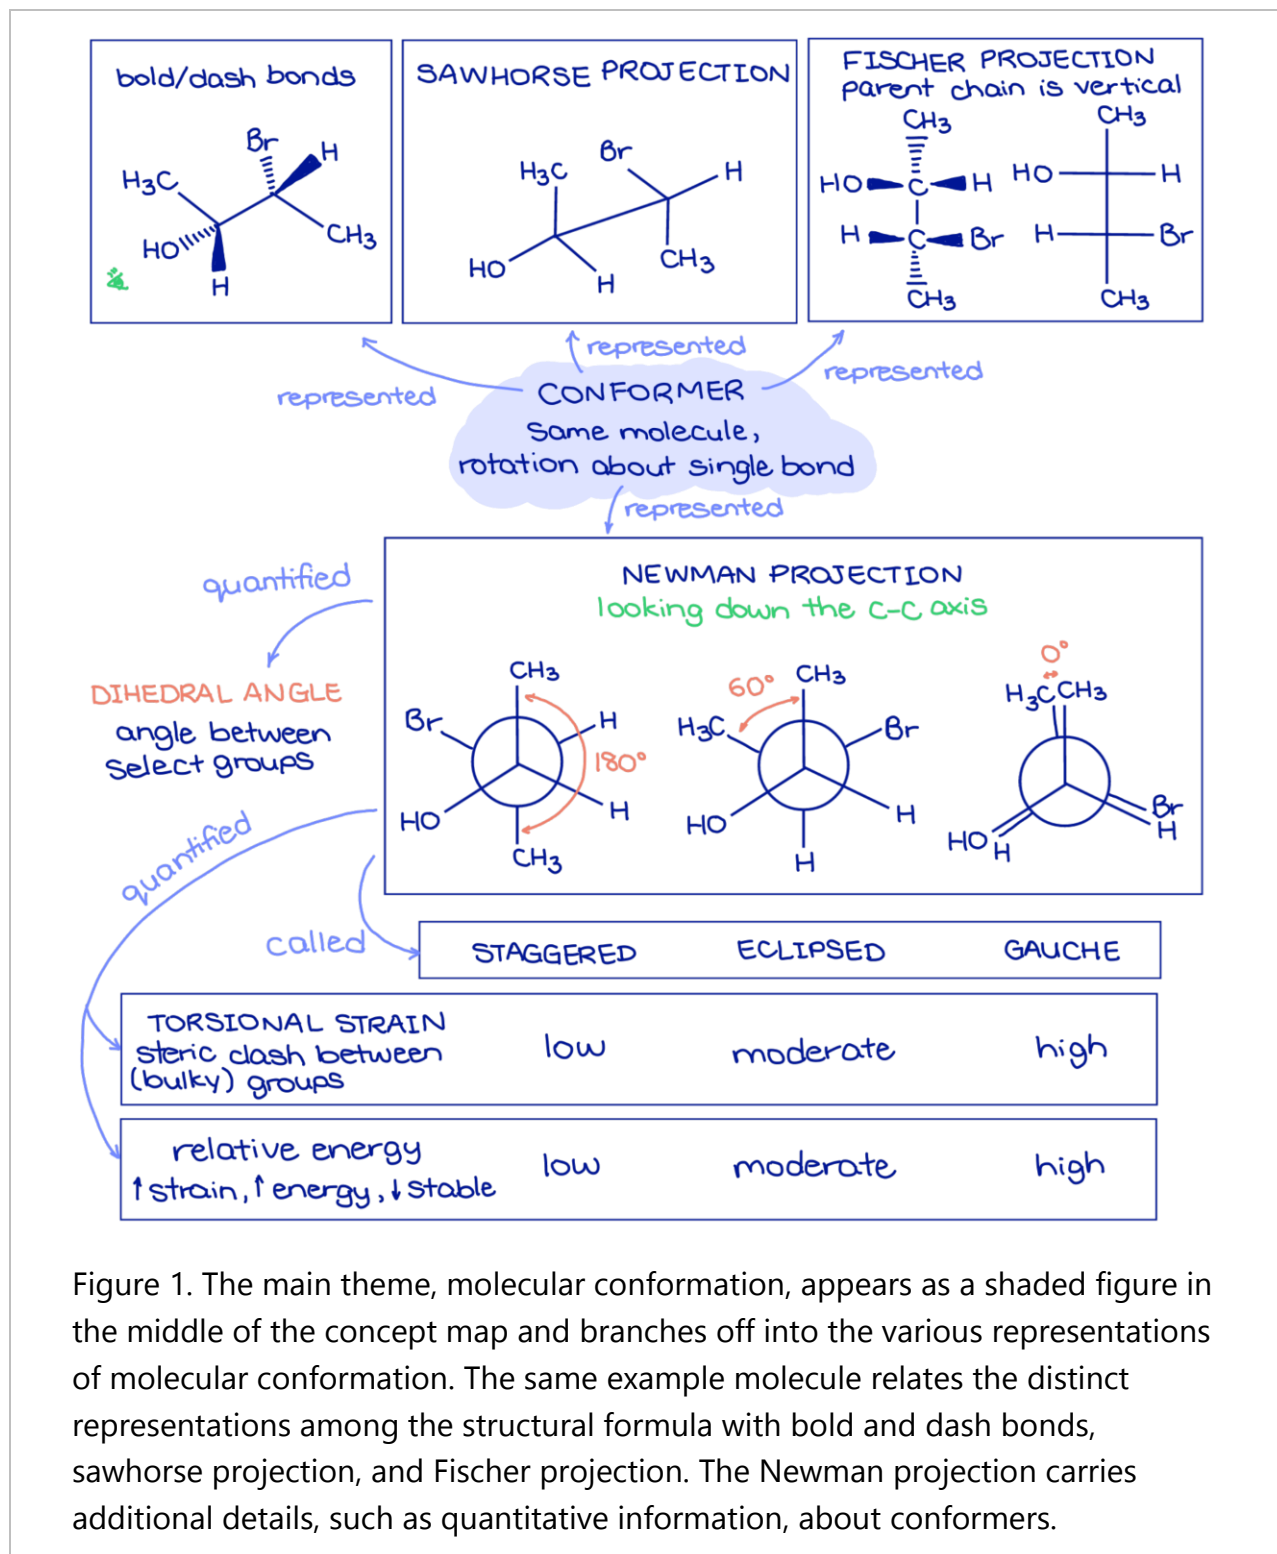 bold/dash bonds
Br
H
H₃C
HO
CH₃
H
SAWHORSE PROJECTION
H₃C
Br
H
HO
H
CH₃
FISCHER PROJECTION
parent chain is vertical
CH₃
HO C H
H C Br
CH₃
CH₃
HO H
H Br
CH₃
represented
represented
represented
CONFORMER
Same molecule,
rotation about single bond
represented
NEWMAN PROJECTION
looking down the C-C axis
quantified
DIHEDRAL ANGLE
angle between
select groups
CH₃
Br
H
180°
HO
H
CH₃
60°
CH₃
H₃C
Br
HO
H
H
0°
H₃C CH₃
Br
H
HO
H
quantified
called
STAGGERED ECLIPSED GAUCHE
TORSIONAL STRAIN
steric clash between
(bulky) groups
low moderate high
relative energy
↑strain, ↑energy, ↓stable
low moderate high
Figure 1. The main theme, molecular conformation, appears as a shaded figure in
the middle of the concept map and branches off into the various representations
of molecular conformation. The same example molecule relates the distinct
representations among the structural formula with bold and dash bonds,
sawhorse projection, and Fischer projection. The Newman projection carries
additional details, such as quantitative information, about conformers.